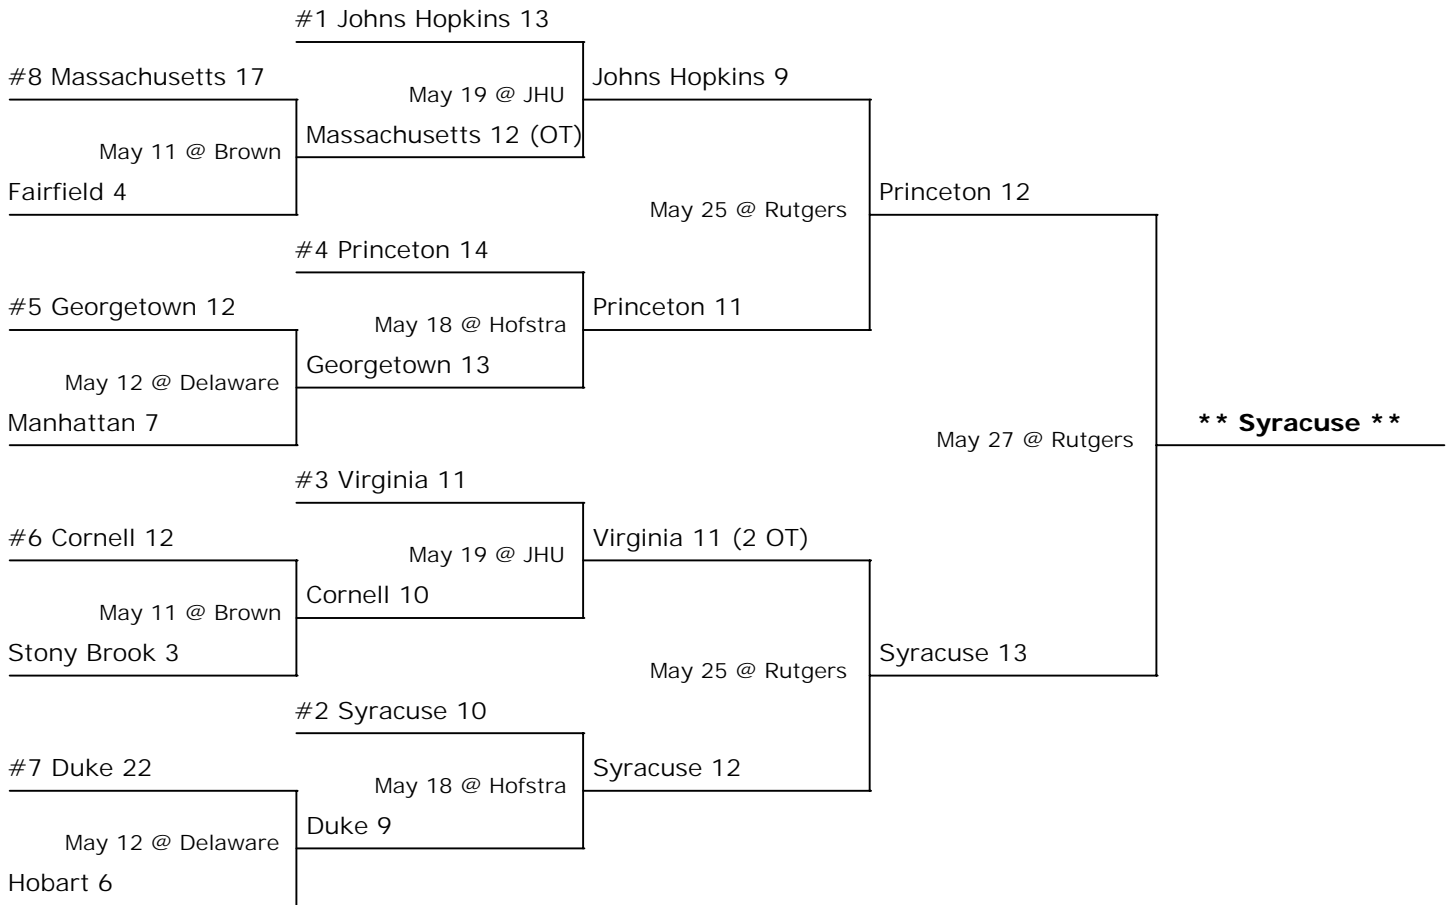 #1 Johns Hopkins 13
#8 Massachusetts 17
Johns Hopkins 9
May 19 @ JHU
Massachusetts 12 (OT)
May 11 @ Brown
Fairfield 4
Princeton 12
May 25 @ Rutgers
#4 Princeton 14
#5 Georgetown 12
Princeton 11
May 18 @ Hofstra
Georgetown 13
May 12 @ Delaware
Manhattan 7
** Syracuse **
May 27 @ Rutgers
#3 Virginia 11
#6 Cornell 12
Virginia 11 (2 OT)
May 19 @ JHU
Cornell 10
May 11 @ Brown
Stony Brook 3
Syracuse 13
May 25 @ Rutgers
#2 Syracuse 10
#7 Duke 22
Syracuse 12
May 18 @ Hofstra
Duke 9
May 12 @ Delaware
Hobart 6